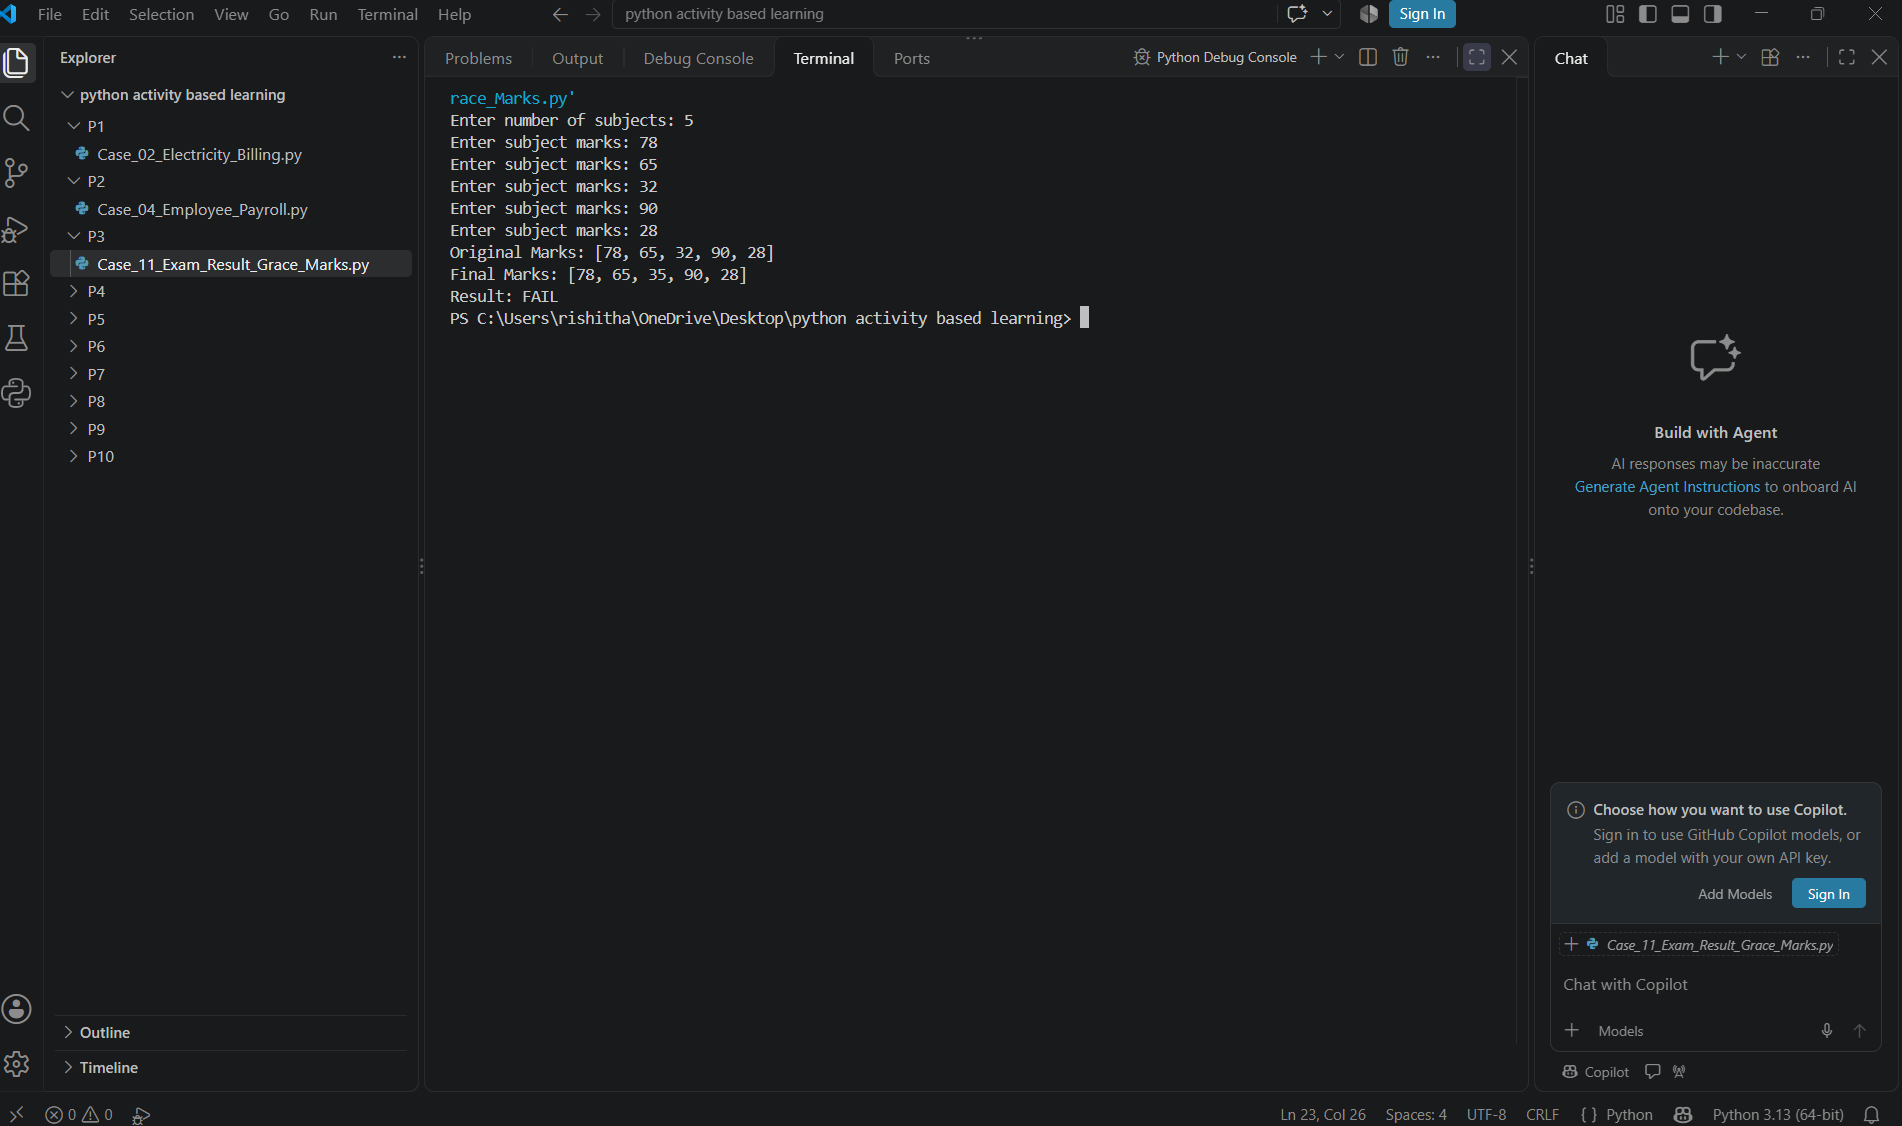 File Edit Selection View Go Run Terminal Help
python activity based learning
Sign In
Explorer
python activity based learning
P1
Case_02_Electricity_Billing.py
P2
Case_04_Employee_Payroll.py
P3
Case_11_Exam_Result_Grace_Marks.py
P4
P5
P6
P7
P8
P9
P10
Outline
Timeline
Problems Output Debug Console Terminal Ports
Python Debug Console
race_Marks.py'
Enter number of subjects: 5
Enter subject marks: 78
Enter subject marks: 65
Enter subject marks: 32
Enter subject marks: 90
Enter subject marks: 28
Original Marks: [78, 65, 32, 90, 28]
Final Marks: [78, 65, 35, 90, 28]
Result: FAIL
PS C:\Users\rishitha\OneDrive\Desktop\python activity based learning>
Chat
Build with Agent
AI responses may be inaccurate
Generate Agent Instructions to onboard AI
onto your codebase.
Choose how you want to use Copilot.
Sign in to use GitHub Copilot models, or
add a model with your own API key.
Add Models Sign In
Case_11_Exam_Result_Grace_Marks.py
Chat with Copilot
Models
Copilot
0 0
Ln 23, Col 26 Spaces: 4 UTF-8 CRLF {} Python Python 3.13 (64-bit)